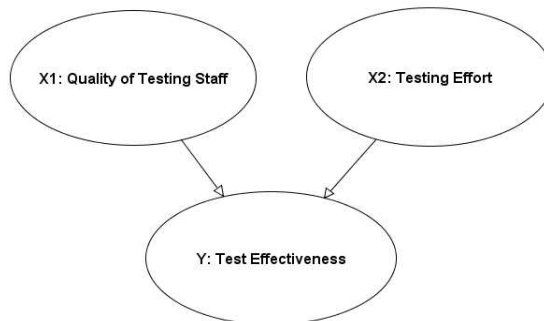 X1: Quality of Testing Staff
X2: Testing Effort
Y: Test Effectiveness